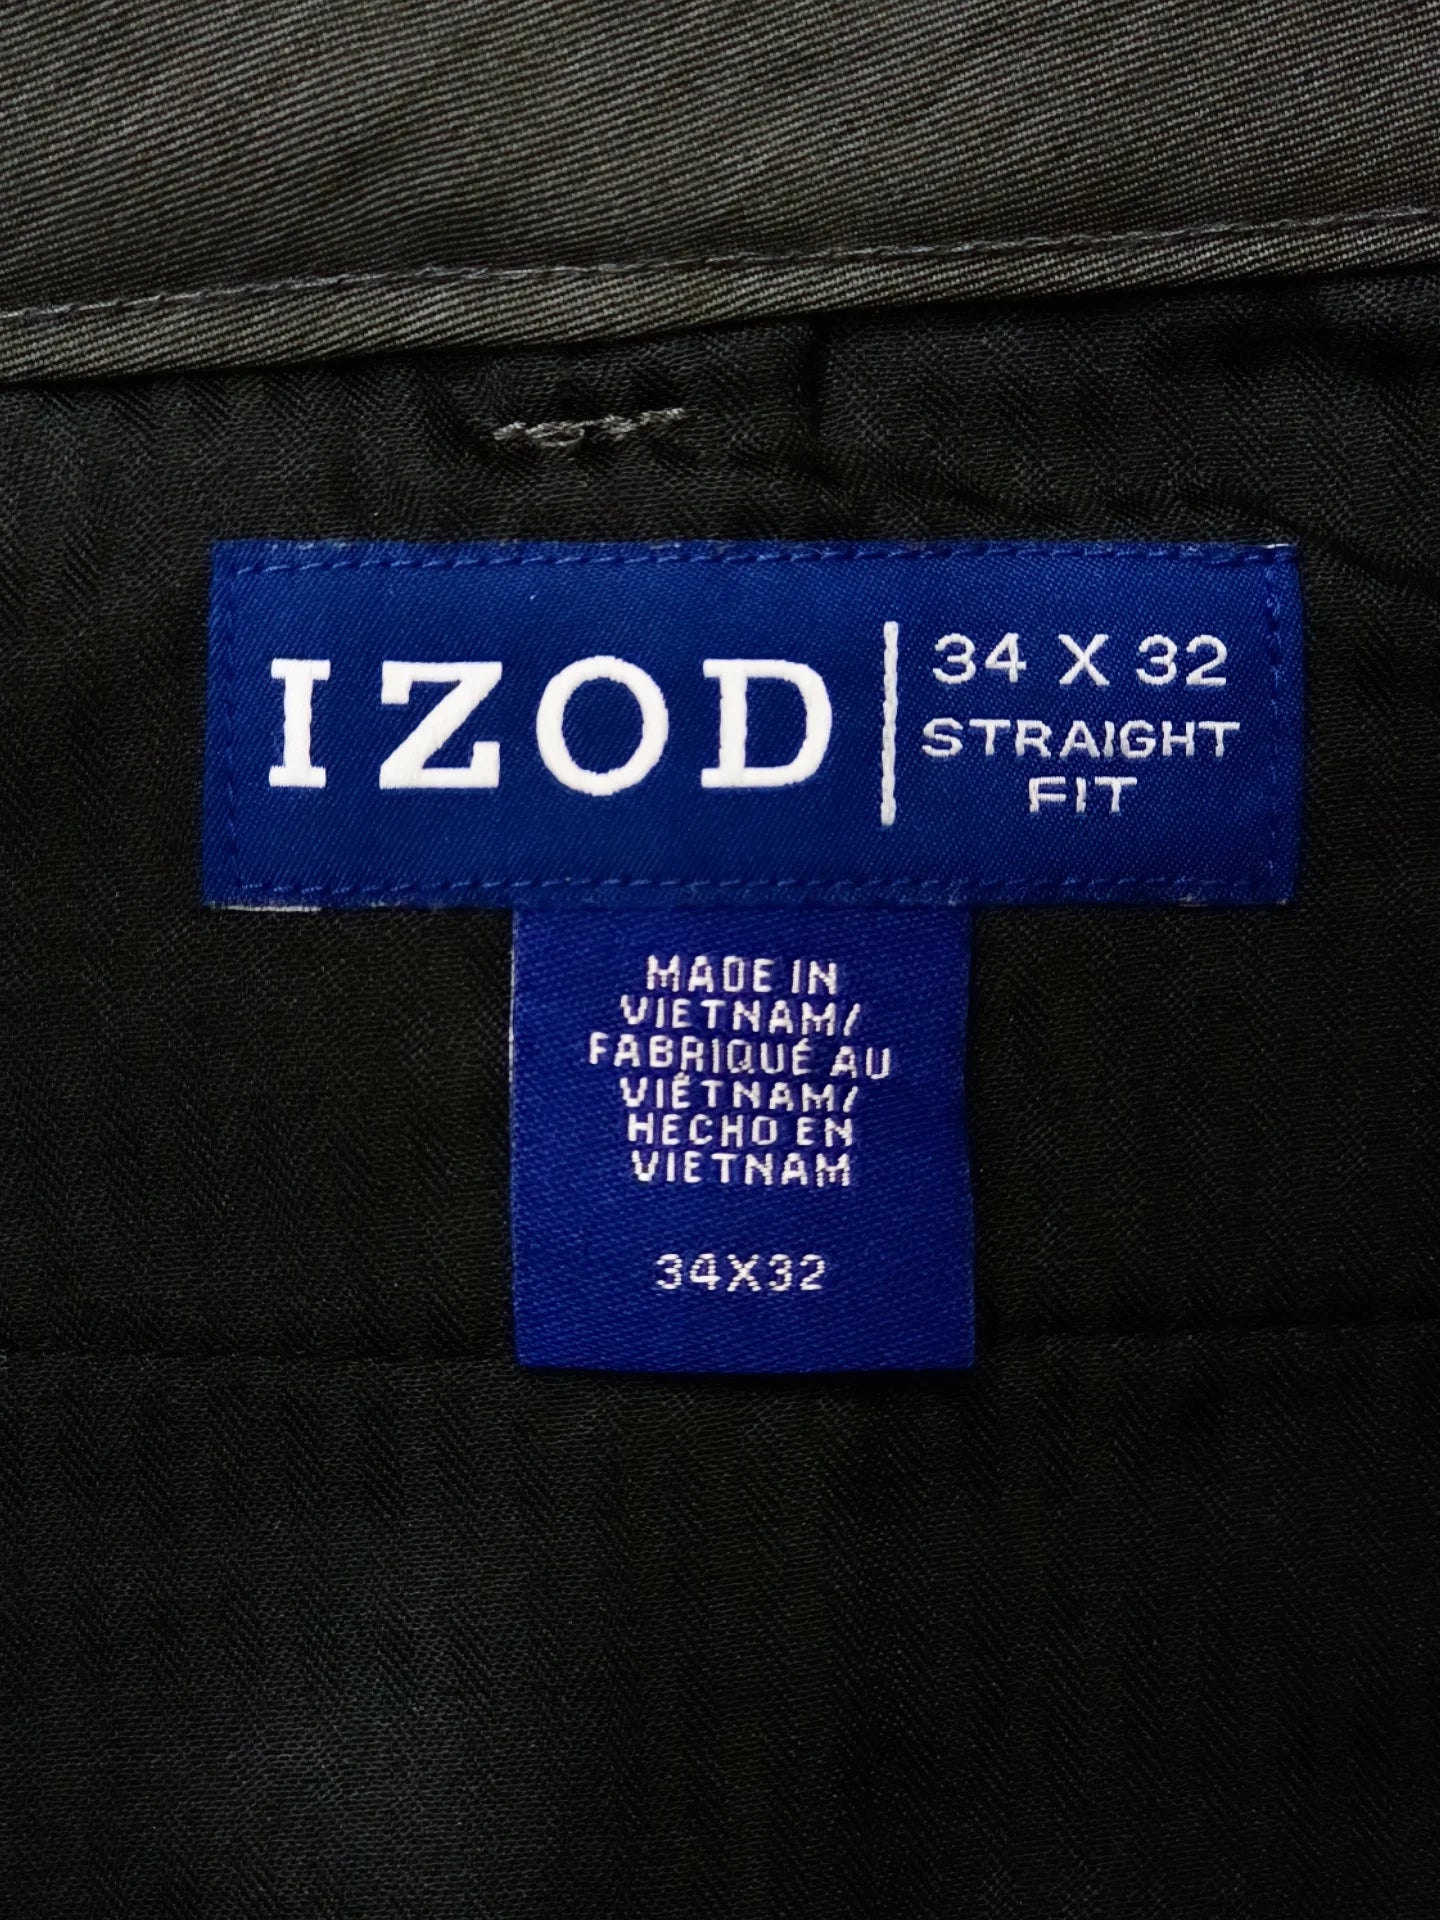 IZOD
34 X 32
STRAIGHT
FIT
MADE IN
VIETNAM/
FABRIQUÉ AU
VIÊTNAM/
HECHO EN
VIETNAM
34X32